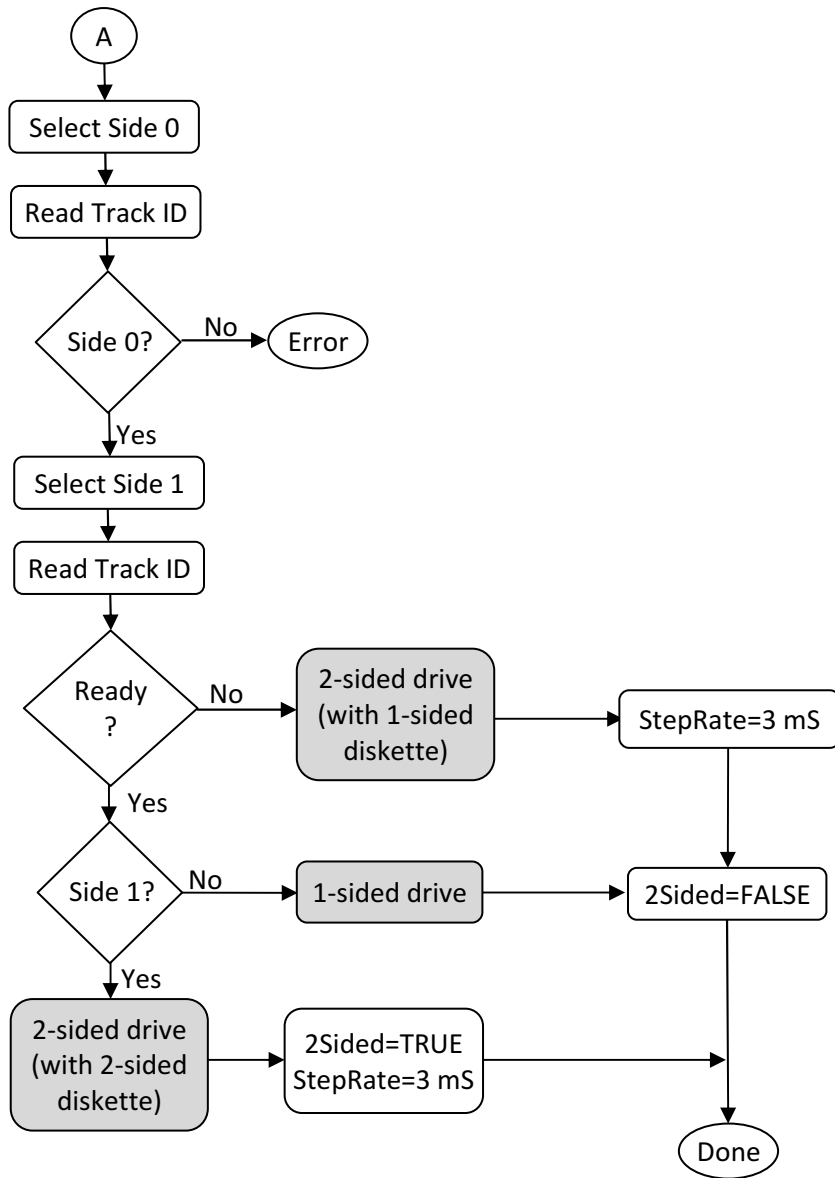 A
Select Side 0
Read Track ID
Side 0?
No
Error
Yes
Select Side 1
Read Track ID
Ready
?
No
2-sided drive
(with 1-sided
diskette)
StepRate=3 mS
Yes
Side 1?
No
1-sided drive
2Sided=FALSE
Yes
2-sided drive
(with 2-sided
diskette)
2Sided=TRUE
StepRate=3 mS
Done